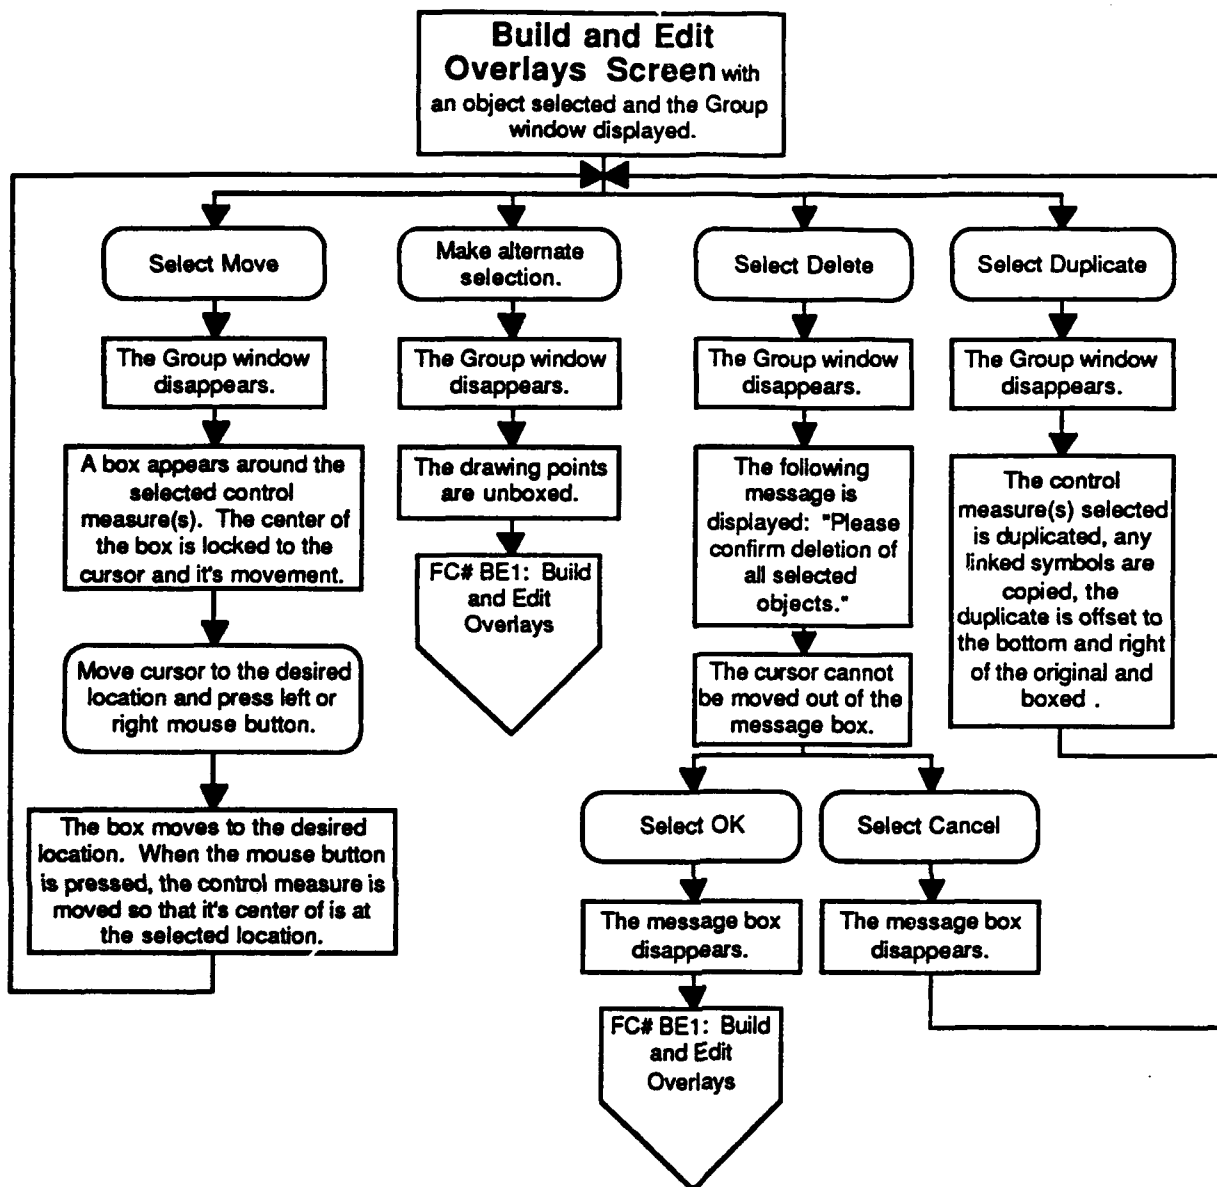 Build and Edit
Overlays Screen with
an object selected and the Group
window displayed.
Select Move
The Group window
disappears.
A box appears around the
selected control
measure(s). The center of
the box is locked to the
cursor and it's movement.
Move cursor to the desired
location and press left or
right mouse button.
The box moves to the desired
location. When the mouse button
is pressed, the control measure is
moved so that it's center of is at
the selected location.
Make alternate
selection.
The Group window
disappears.
The drawing points
are unboxed.
FC# BE1: Build
and Edit
Overlays
Select Delete
The Group window
disappears.
The following
message is
displayed: "Please
confirm deletion of
all selected
objects."
The cursor cannot
be moved out of the
message box.
Select OK
The message box
disappears.
FC# BE1: Build
and Edit
Overlays
Select Cancel
The message box
disappears.
Select Duplicate
The Group window
disappears.
The control
measure(s) selected
is duplicated, any
linked symbols are
copied, the
duplicate is offset to
the bottom and right
of the original and
boxed .